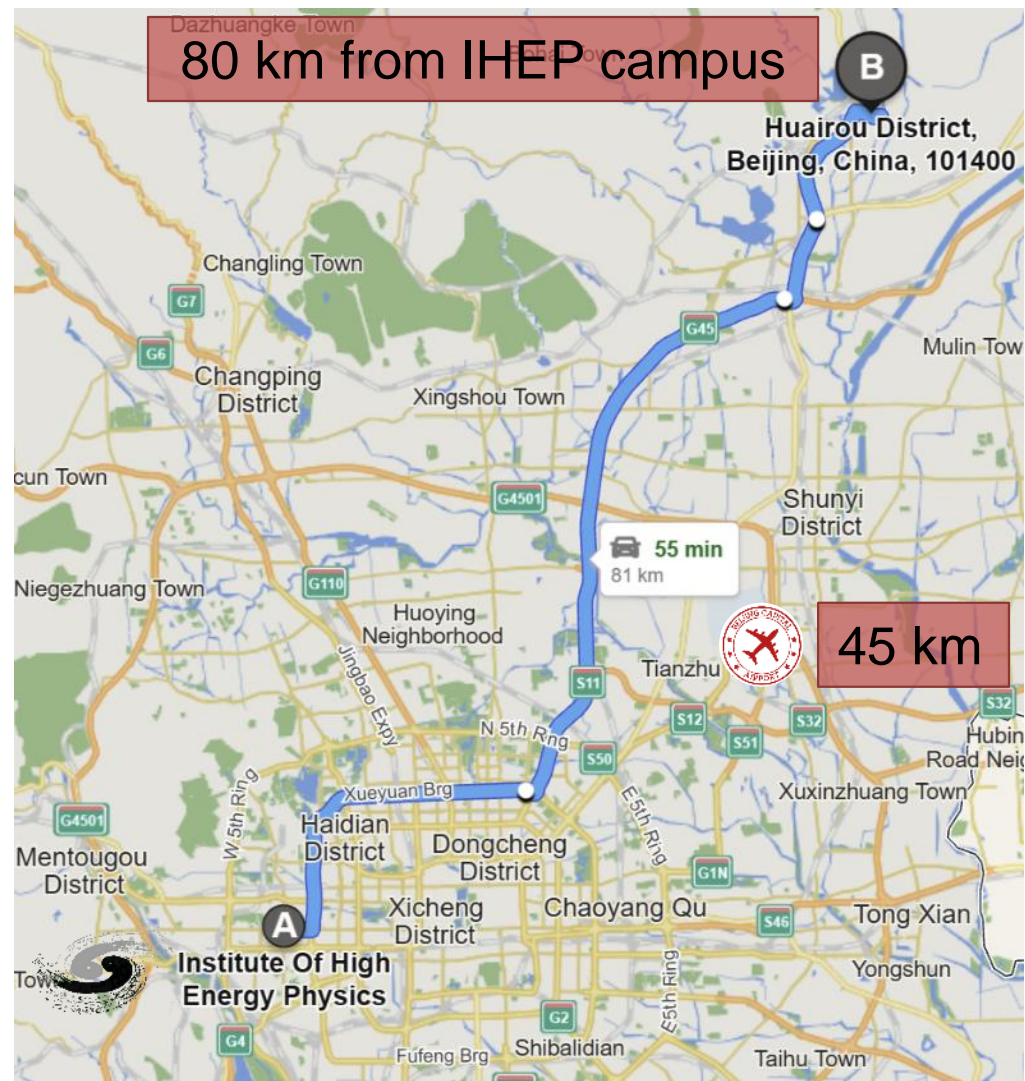 Dazhuangke Town
80 km from IHEP campus
B
Huairou District,
Beijing, China, 101400
Changling Town
G7
G45
G6
Mulin Tow
Changping
District
Xingshou Town
cun Town
G4501
Shunyi
District
55 min
81 km
G110
Niegezhuang Town
Huoying
Neighborhood
BEIJING CAPITAL
AIRPORT
45 km
Jingbao Expy
Tianzhu
S11
S32
S12
S32
S51
N 5th Rng
Hubin
Road Neig
S50
W 5th Ring
Xueyuan Brg
E 5th Ring
Xuxinzhuang Town
G4501
Haidian
District
Dongcheng
District
Mentougou
District
G1N
Xicheng
District
Chaoyang Qu
S46
Tong Xian
A
Institute Of High
Energy Physics
Tow
E5th Ring
Yongshun
G2
G4
Fufeng Brg
Shibalidian
Taihu Town